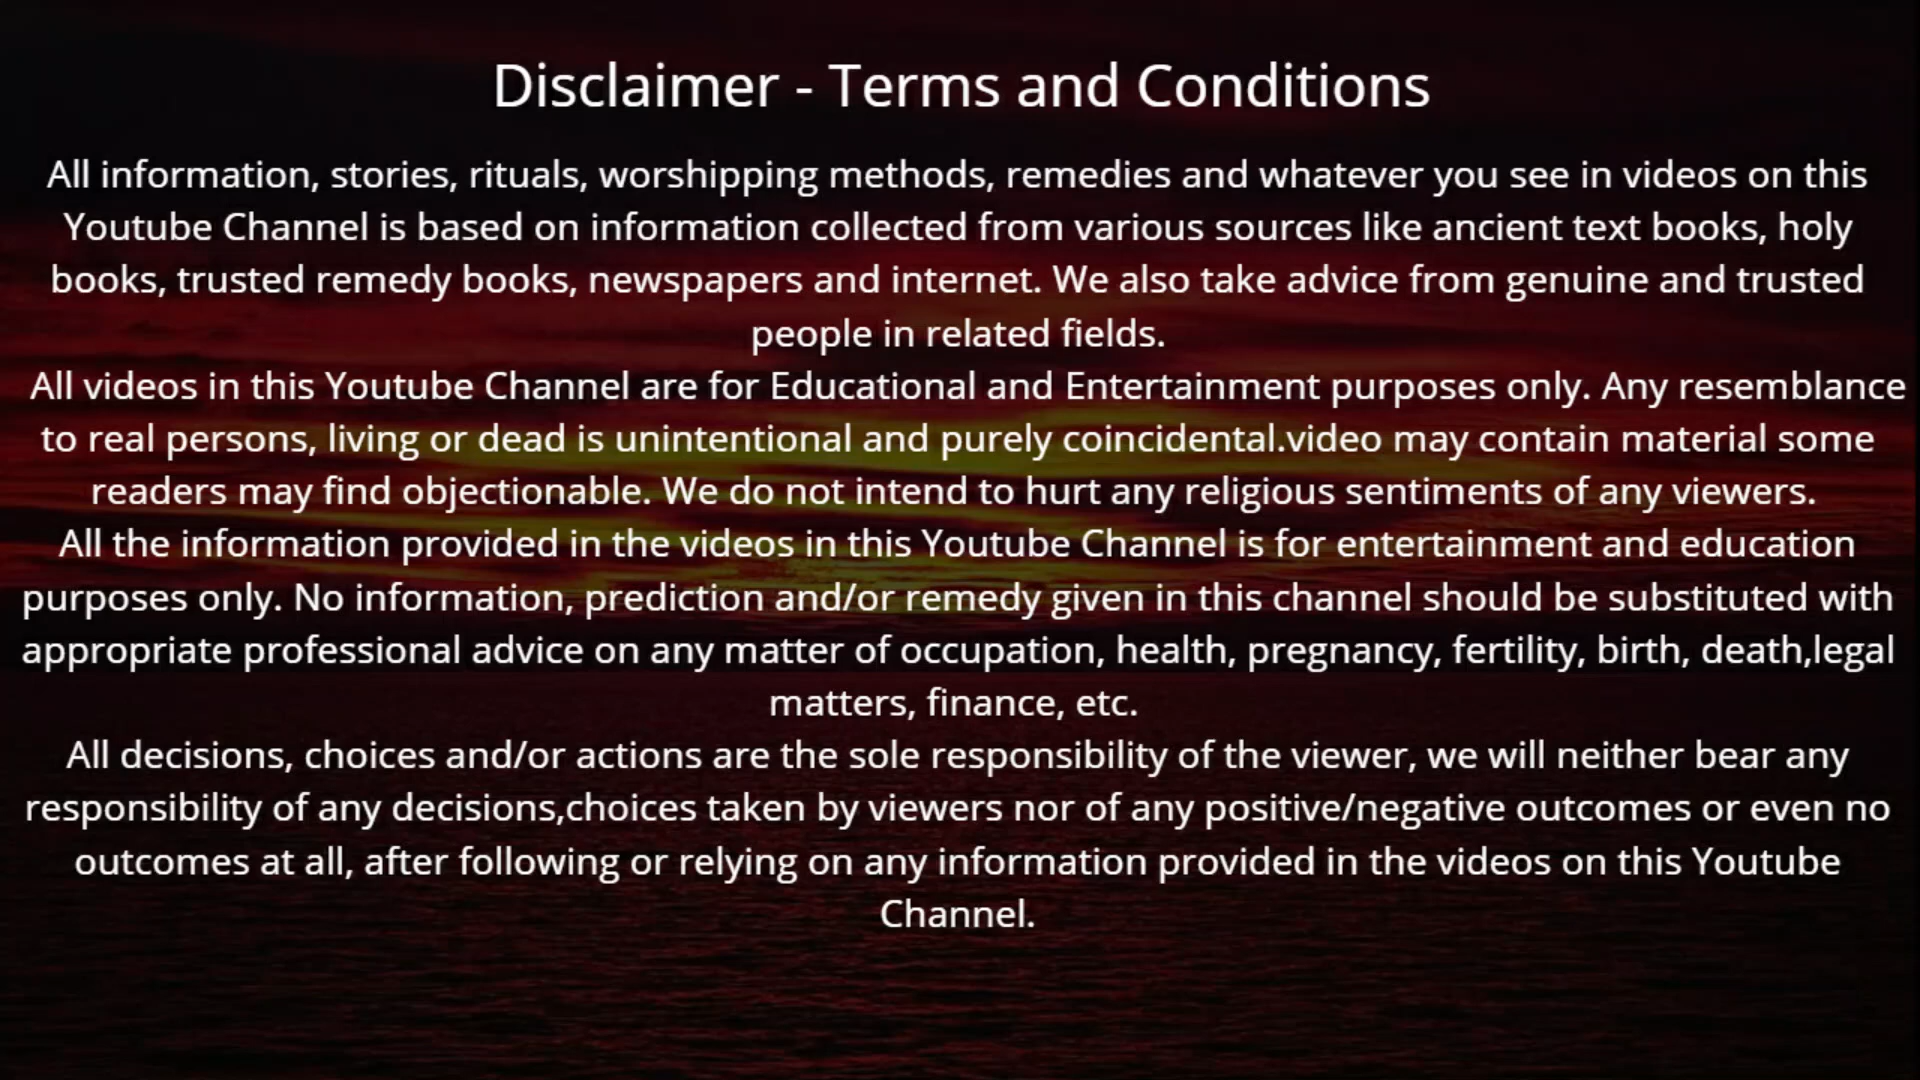 Disclaimer - Terms and Conditions
All information, stories, rituals, worshipping methods, remedies and whatever you see in videos on this
Youtube Channel is based on information collected from various sources like ancient text books, holy
books, trusted remedy books, newspapers and internet. We also take advice from genuine and trusted
people in related fields.
All videos in this Youtube Channel are for Educational and Entertainment purposes only. Any resemblance
to real persons, living or dead is unintentional and purely coincidental.video may contain material some
readers may find objectionable. We do not intend to hurt any religious sentiments of any viewers.
All the information provided in the videos in this Youtube Channel is for entertainment and education
purposes only. No information, prediction and/or remedy given in this channel should be substituted with
appropriate professional advice on any matter of occupation, health, pregnancy, fertility, birth, death,legal
matters, finance, etc.
All decisions, choices and/or actions are the sole responsibility of the viewer, we will neither bear any
responsibility of any decisions,choices taken by viewers nor of any positive/negative outcomes or even no
outcomes at all, after following or relying on any information provided in the videos on this Youtube
Channel.